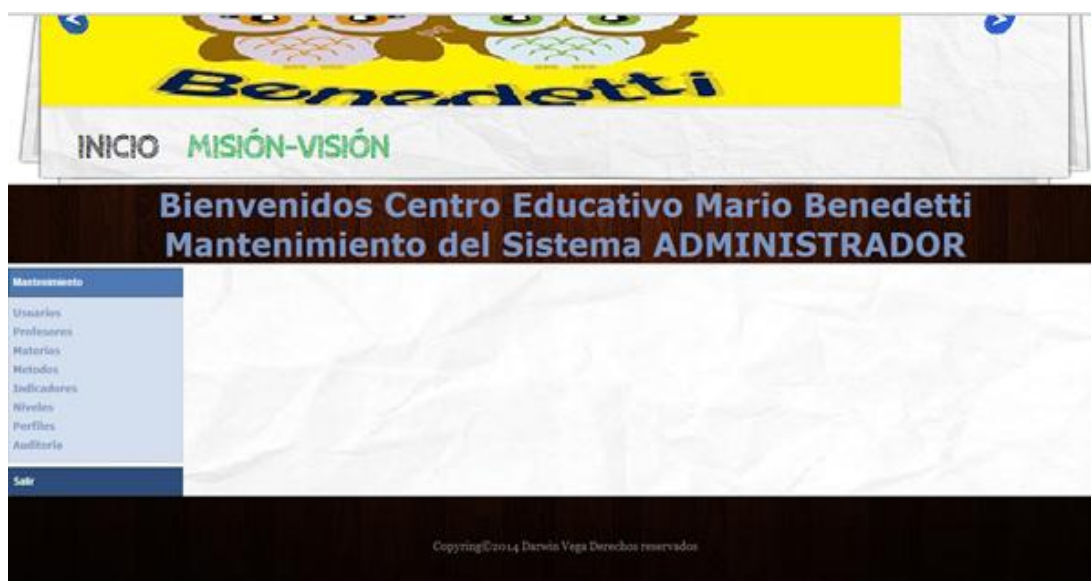 Benedotti
INICIO MISIÓN-VISIÓN
Bienvenidos Centro Educativo Mario Benedetti
Mantenimiento del Sistema ADMINISTRADOR
Mantenimiento
Usuarios
Profesores
Materias
Metodos
Indicadores
Niveles
Perfiles
Auditoria
Salir
Copyring©2014 Darwin Vega Derechos reservados